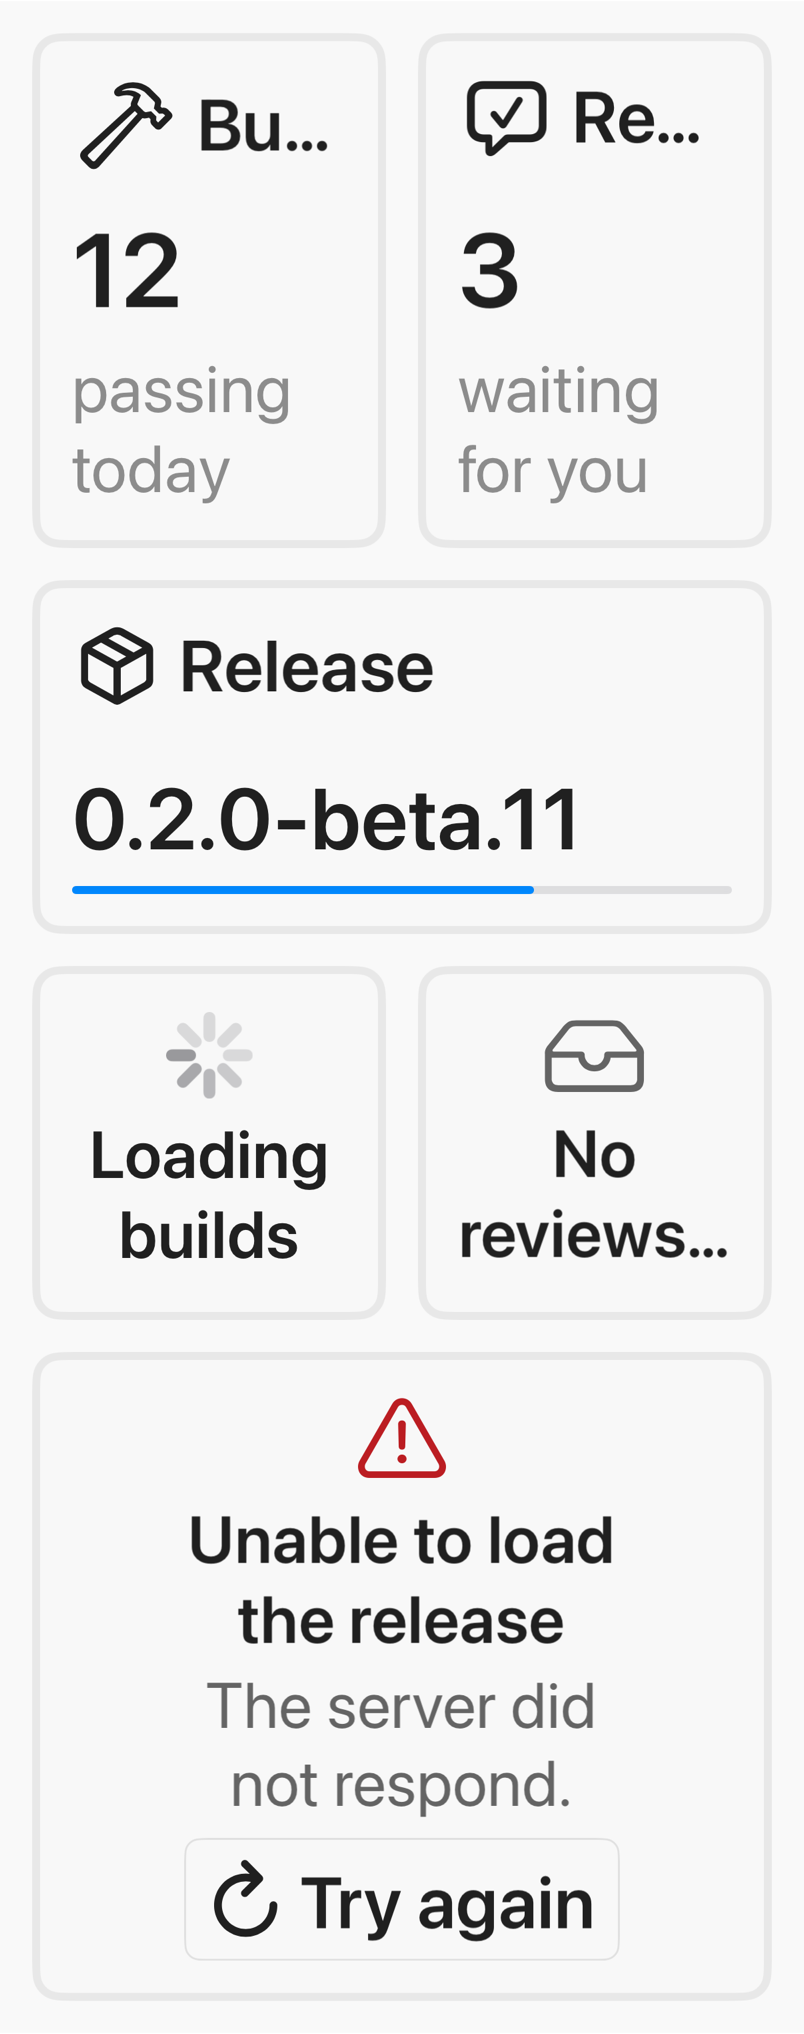 Bu…
12
passing
today
Re…
3
waiting
for you
Release
0.2.0-beta.11
Loading
builds
No
reviews…
Unable to load
the release
The server did
not respond.
Try again